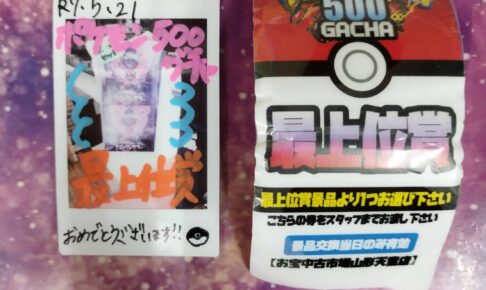 R7.5.21
ポケモン500
ガチャ
最上位賞
おめでとうございます!!
500
GACHA
最上位賞
最上位賞景品より1つお選び下さい
こちらの券をスタッフまでお渡し下さい
景品交換当日のみ有効
【お宝中古市場山形天童店】